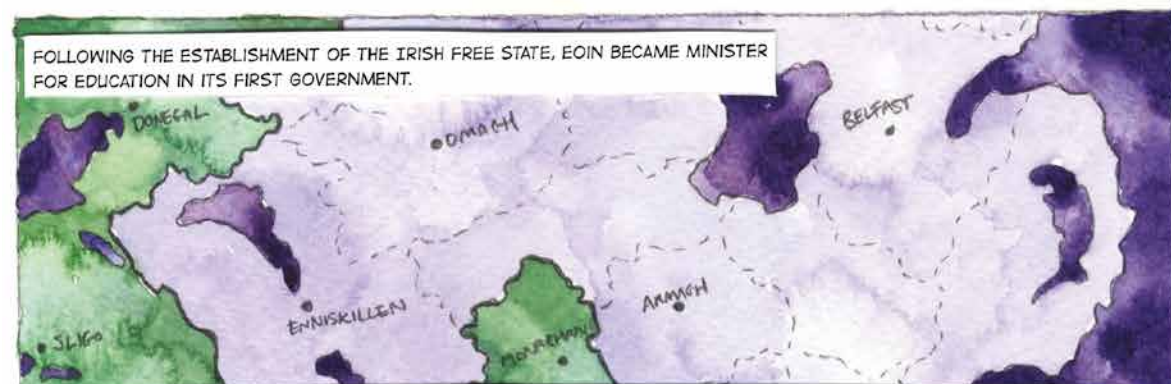 FOLLOWING THE ESTABLISHMENT OF THE IRISH FREE STATE, EOIN BECAME MINISTER
FOR EDUCATION IN ITS FIRST GOVERNMENT.
DONEGAL
OMAGH
BELFAST
ENNISKILLEN
ARMAGH
SLIGO
MONAGHAN